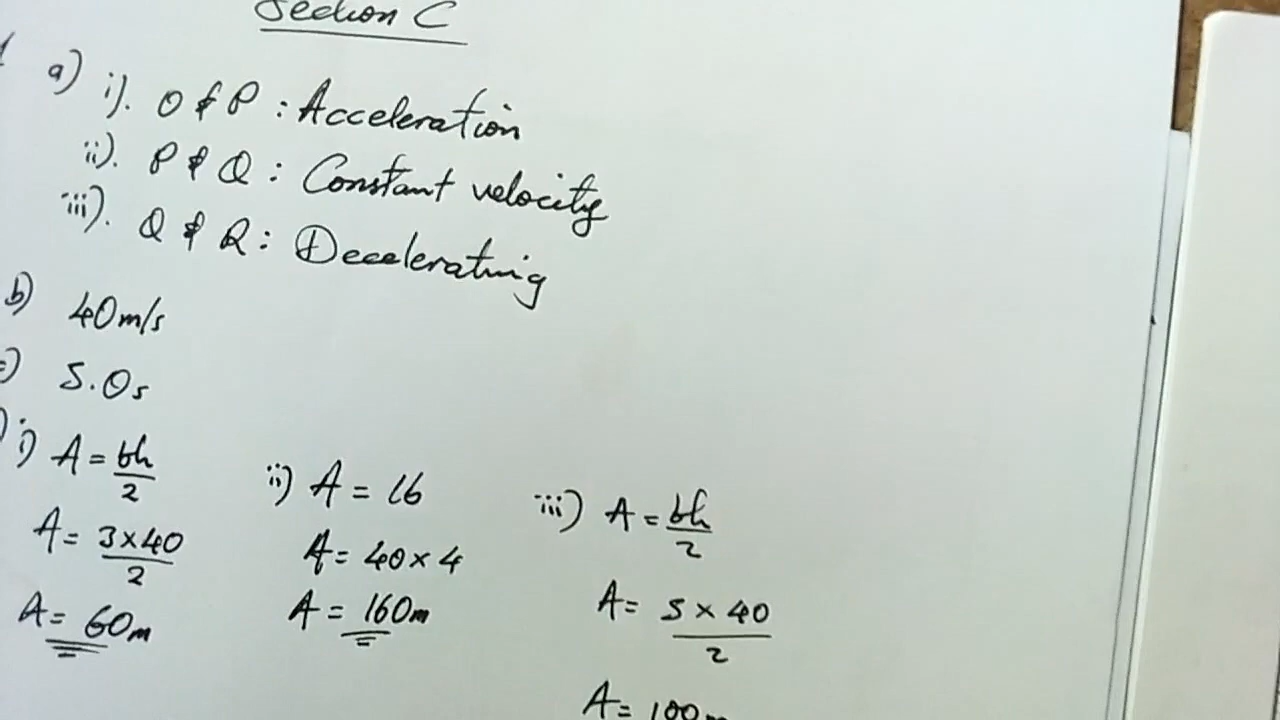 Section C
a) i). O & P : Acceleration
ii). P & Q : Constant velocity
iii). Q & R : Decelerating
b) 40m/s
c) 5.0s
i) A = bh/2
A = 3×40/2
A = 60m
ii) A = lb
A = 40×4
A = 160m
iii) A = bh/2
A = 5×40/2
A = 100m